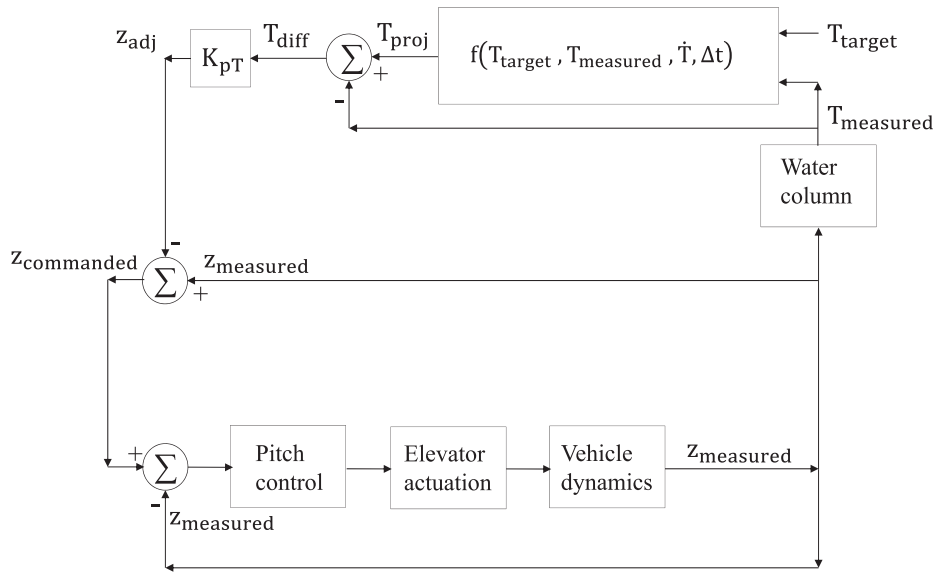 z_adj
K_pT
T_diff
∑
T_proj
+
-
f(T_target , T_measured , Ṫ, Δt)
T_target
T_measured
Water
column
-
z_commanded
∑
z_measured
+
+
∑
-
z_measured
Pitch
control
Elevator
actuation
Vehicle
dynamics
z_measured